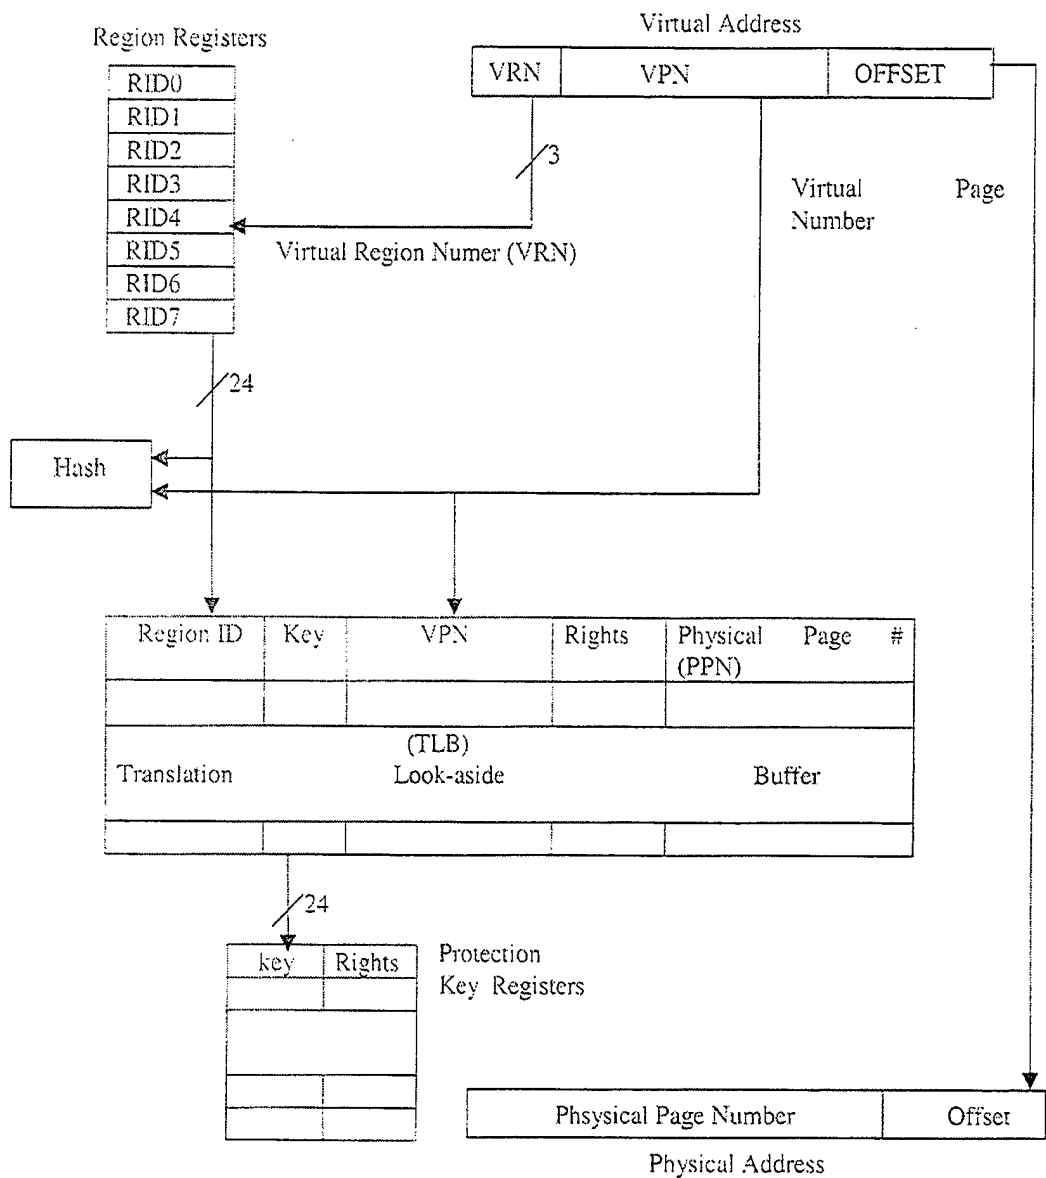 Virtual Address
Region Registers
VRN VPN OFFSET
RID0
RID1
RID2
RID3
RID4
RID5
RID6
RID7
3
Virtual Page
Number
Virtual Region Numer (VRN)
24
Hash
Region ID Key VPN Rights Physical Page #
(PPN)
(TLB)
Translation Look-aside Buffer
24
key Rights
Protection
Key Registers
Phsysical Page Number Offset
Physical Address